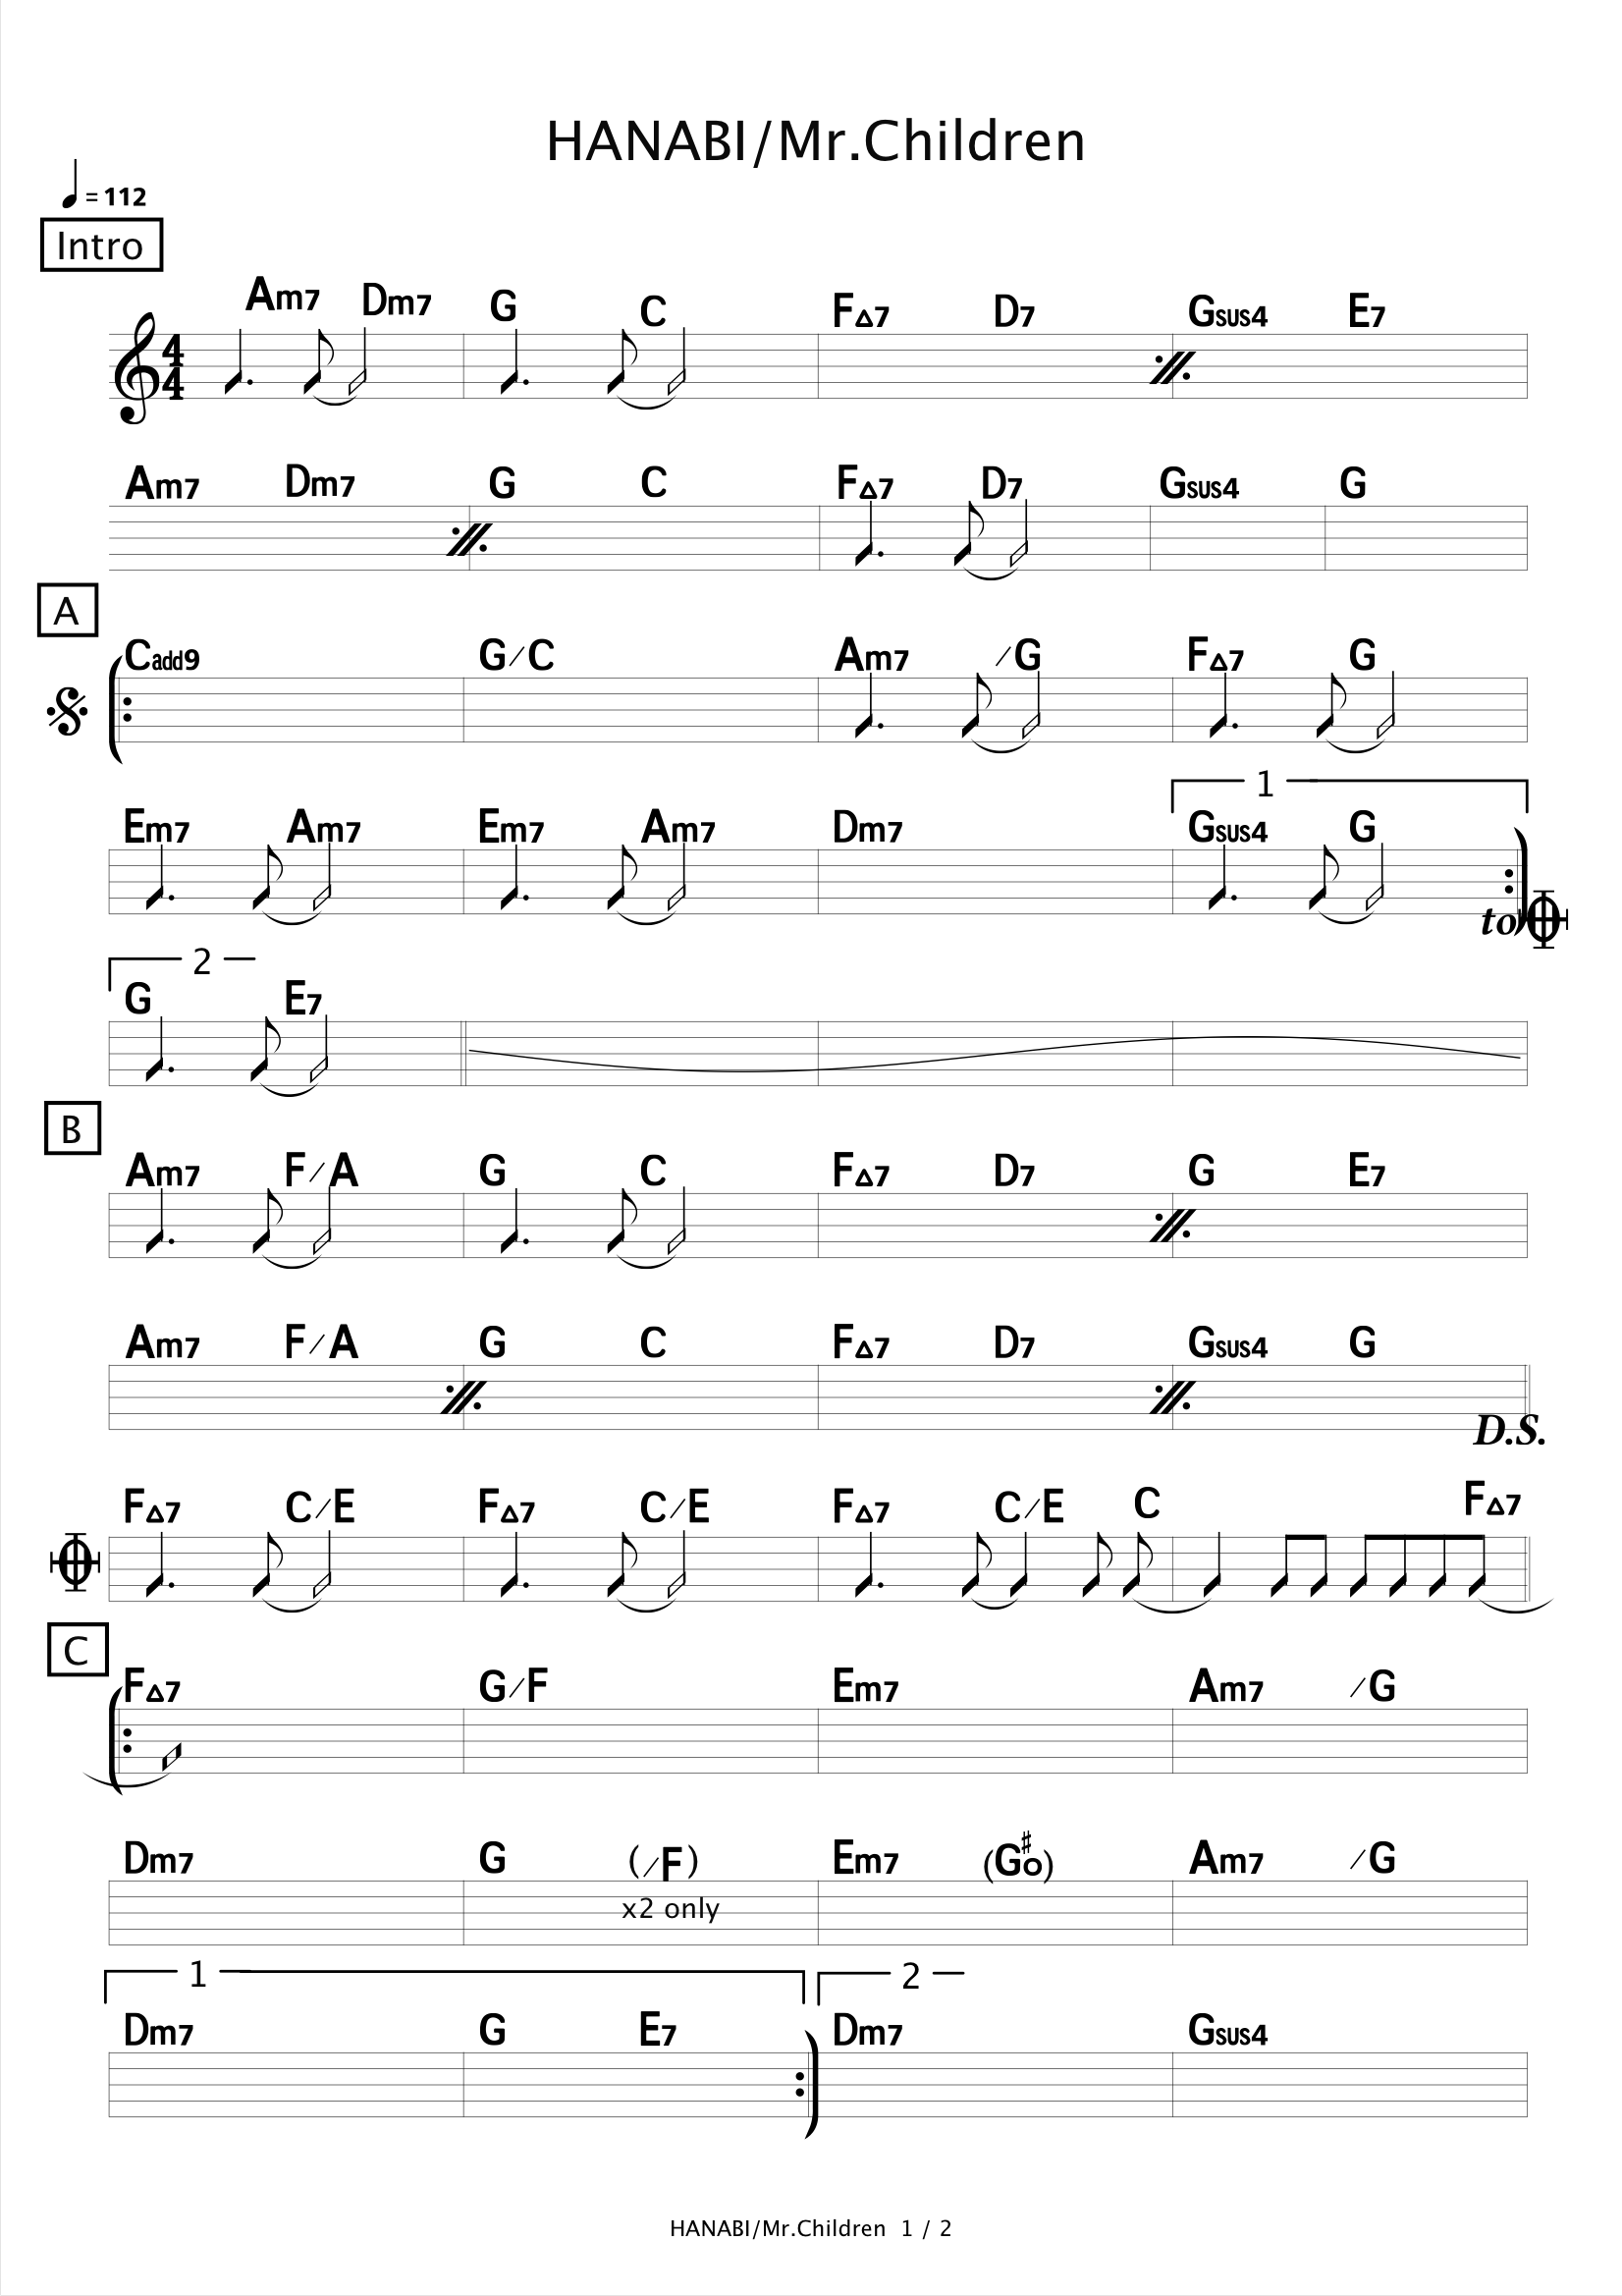 HANABI/Mr.Children
= 112
Intro
Am7 Dm7 G C F△7 D7 Gsus4 E7
4
4
Am7 Dm7 G C F△7 D7 Gsus4 G
A
Cadd9 G/C Am7 /G F△7 G
1
Em7 Am7 Em7 Am7 Dm7 Gsus4 G
to
2
G E7
B
Am7 F/A G C F△7 D7 G E7
Am7 F/A G C F△7 D7 Gsus4 G
D.S.
F△7 C/E F△7 C/E F△7 C/E C F△7
C
F△7 G/F Em7 Am7 /G
Dm7 G (/F) Em7 (G♯o) Am7 /G
x2 only
1 2
Dm7 G E7 Dm7 Gsus4
HANABI/Mr.Children 1 / 2